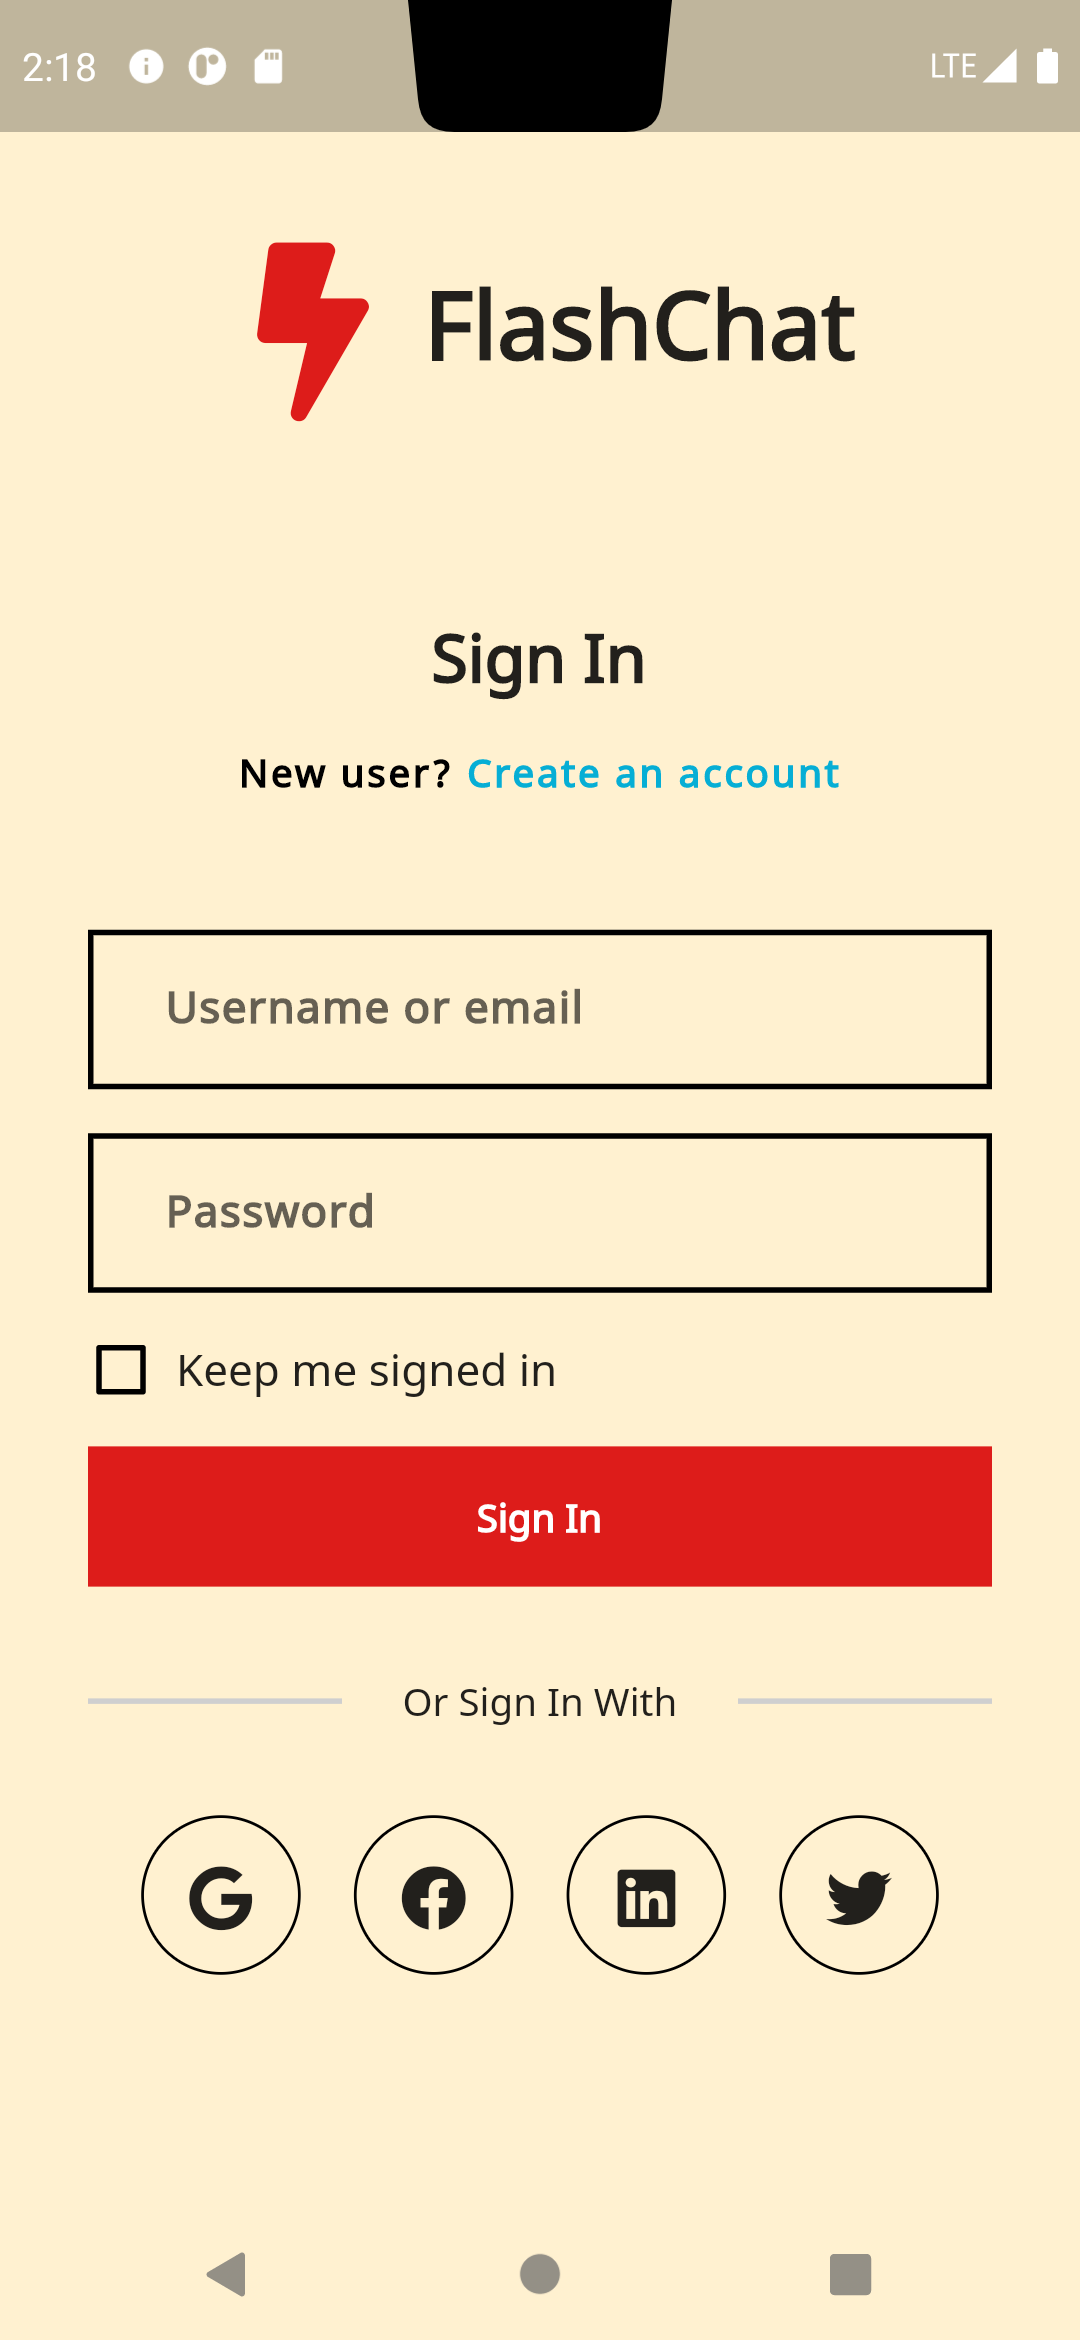 2:18
LTE
FlashChat
Sign In
New user? Create an account
Username or email
Password
Keep me signed in
Sign In
Or Sign In With